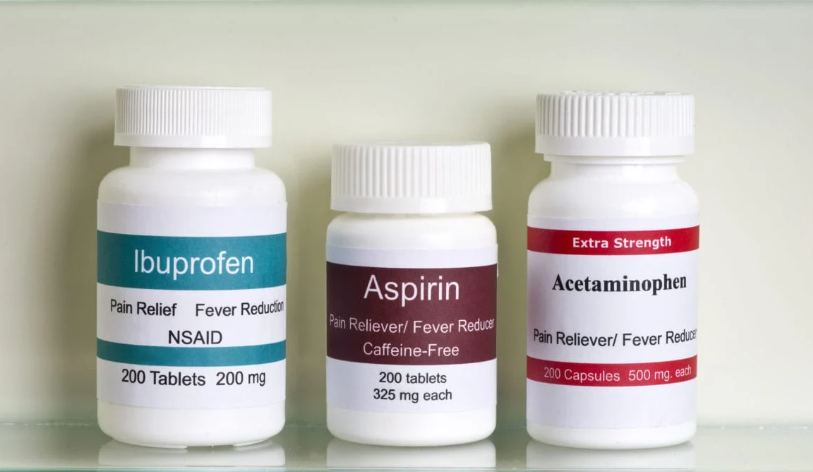 Ibuprofen
Pain Relief Fever Reduction
NSAID
200 Tablets 200 mg
Aspirin
Pain Reliever/ Fever Reducer
Caffeine-Free
200 tablets
325 mg each
Extra Strength
Acetaminophen
Pain Reliever/ Fever Reducer
200 Capsules 500 mg. each